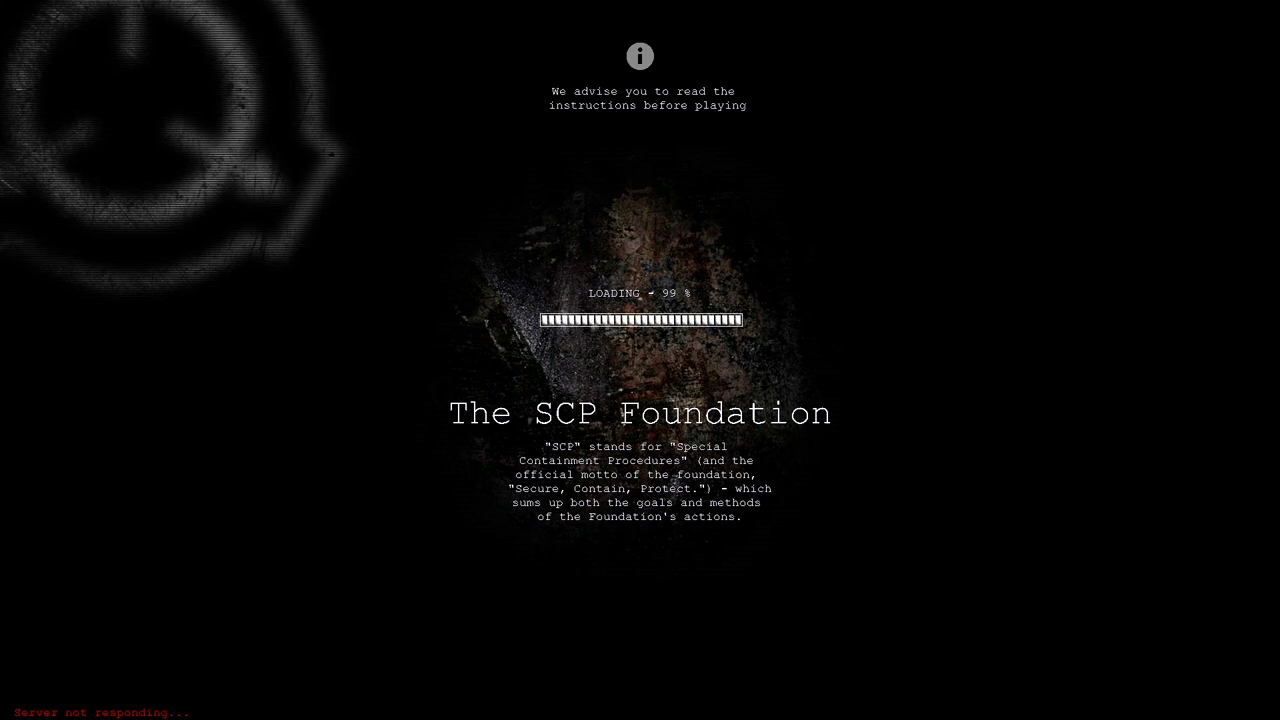 We advise you to read the
instructions before playing
LOADING - 99 %
The SCP Foundation
"SCP" stands for "Special
Containment Procedures" (and the
official motto of the foundation,
"Secure, Contain, Protect.") - which
sums up both the goals and methods
of the Foundation's actions.
Server not responding...